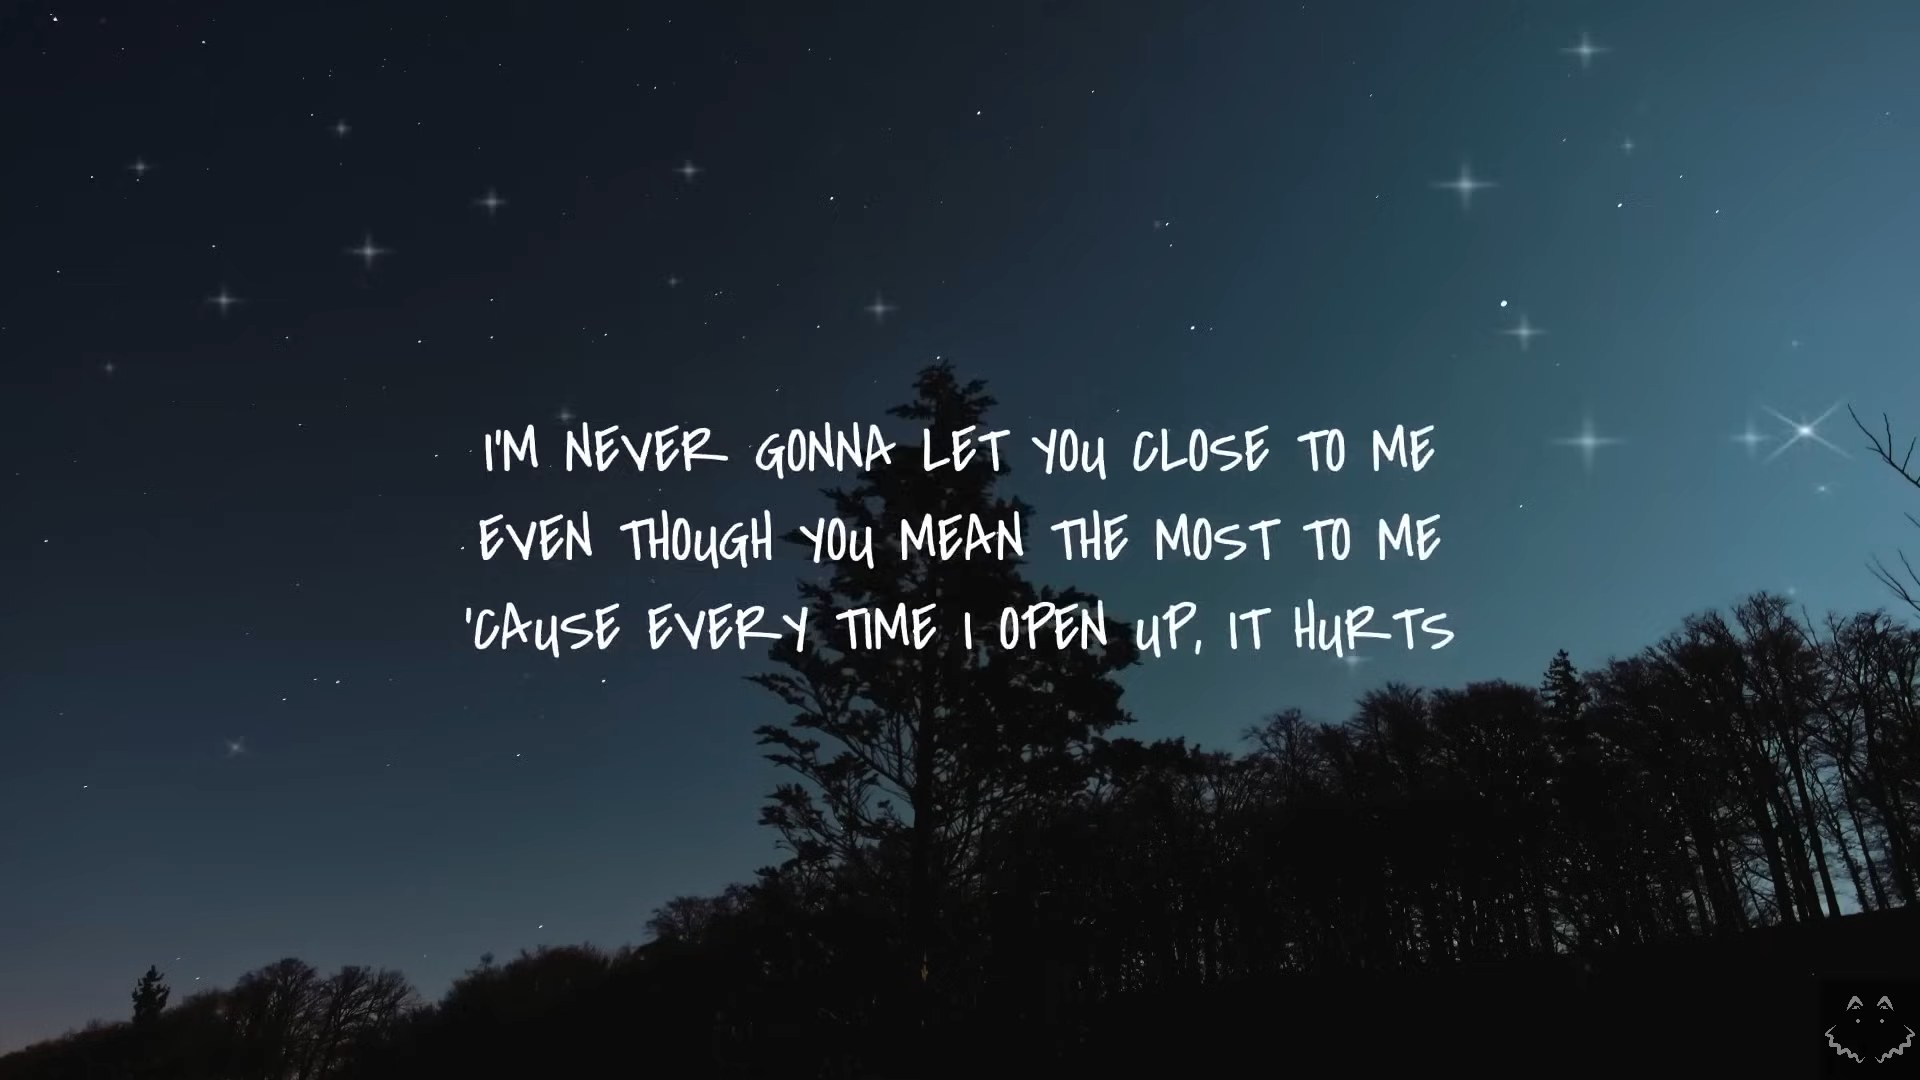 I'M NEVER GONNA LET YOU CLOSE TO ME
EVEN THOUGH YOU MEAN THE MOST TO ME
'CAUSE EVERY TIME I OPEN UP, IT HURTS